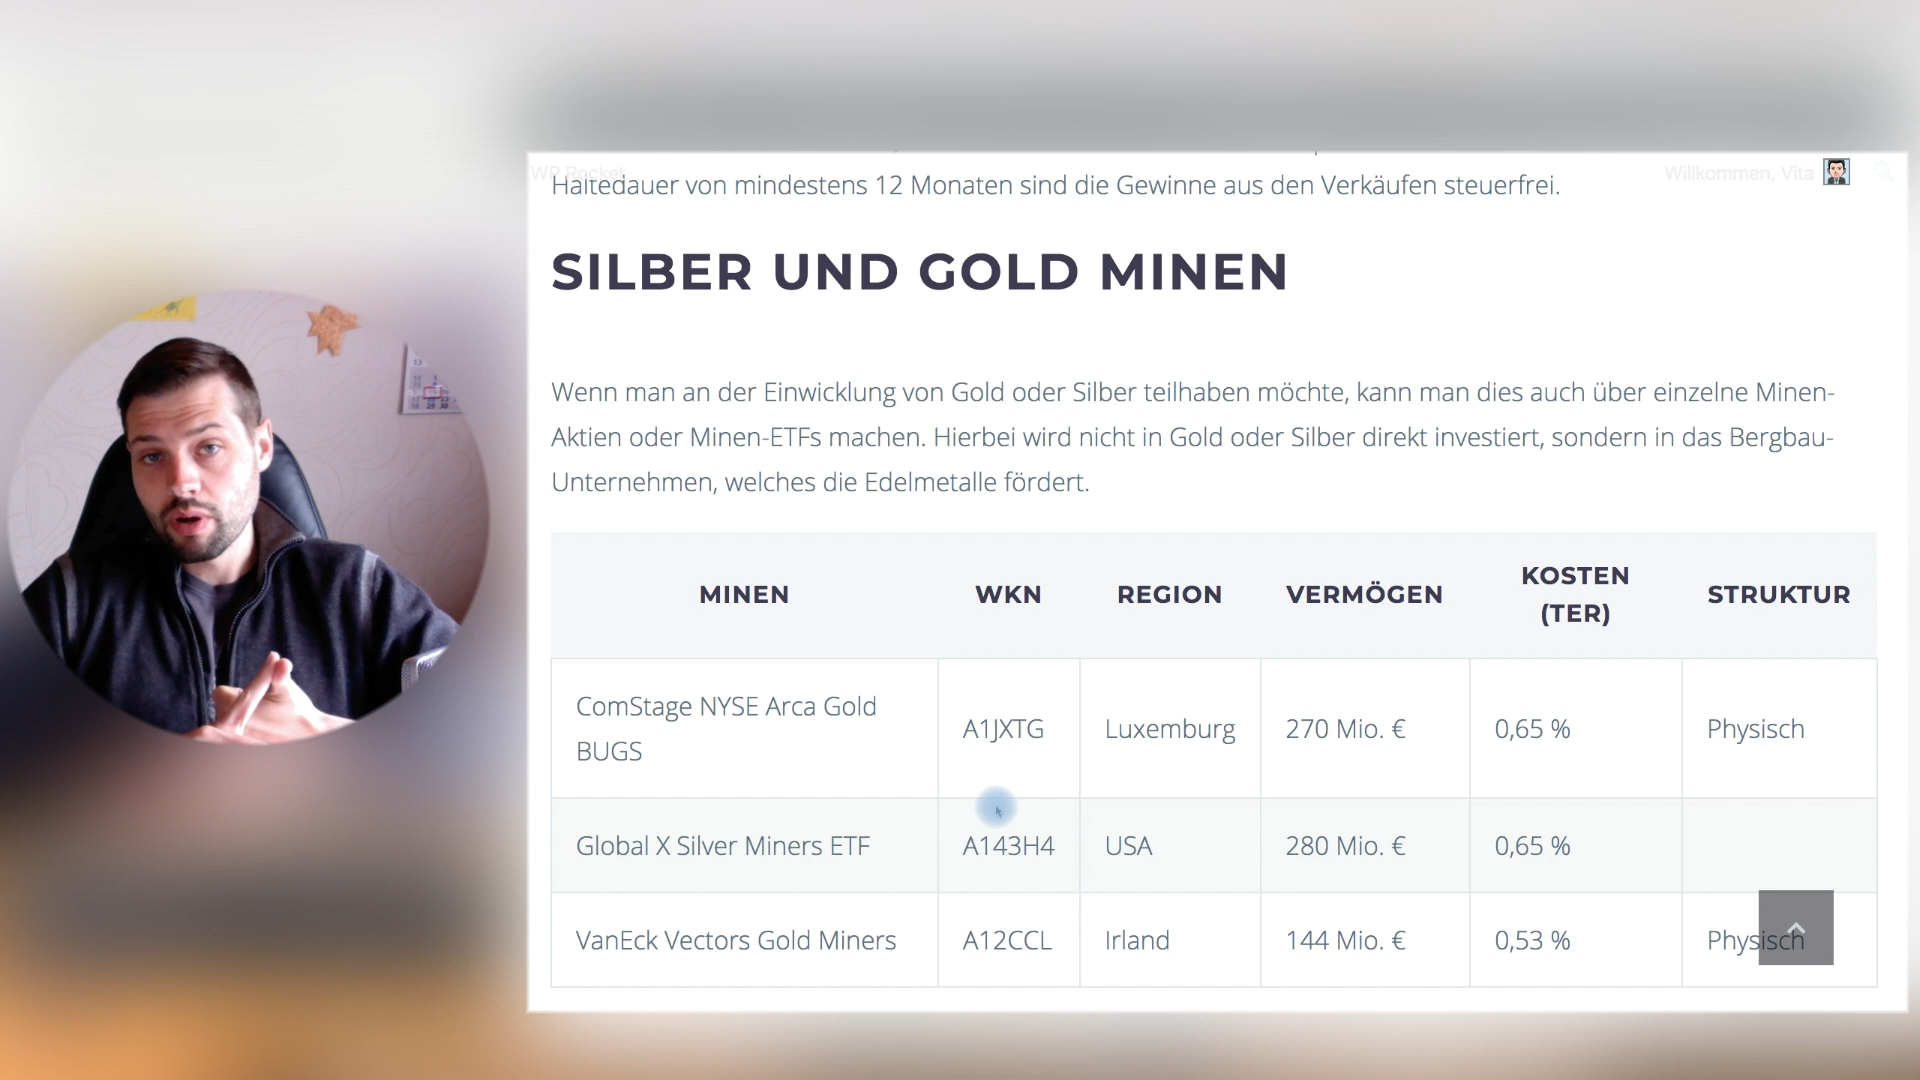 WP Rocket
Willkommen, Vita
Haltedauer von mindestens 12 Monaten sind die Gewinne aus den Verkäufen steuerfrei.
SILBER UND GOLD MINEN
Wenn man an der Einwicklung von Gold oder Silber teilhaben möchte, kann man dies auch über einzelne Minen-
Aktien oder Minen-ETFs machen. Hierbei wird nicht in Gold oder Silber direkt investiert, sondern in das Bergbau-
Unternehmen, welches die Edelmetalle fördert.
MINEN WKN REGION VERMÖGEN KOSTEN
(TER) STRUKTUR
ComStage NYSE Arca Gold
BUGS A1JXTG Luxemburg 270 Mio. € 0,65 % Physisch
Global X Silver Miners ETF A143H4 USA 280 Mio. € 0,65 %
VanEck Vectors Gold Miners A12CCL Irland 144 Mio. € 0,53 % Physisch